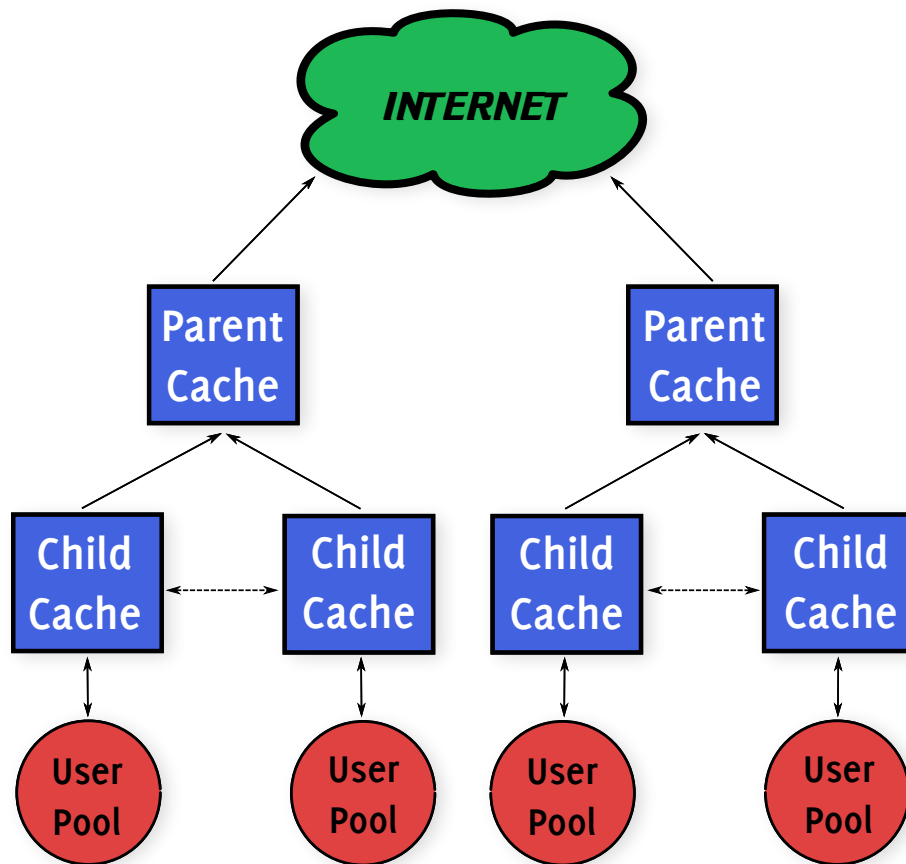 INTERNET
Parent
Cache
Parent
Cache
Child
Cache
Child
Cache
Child
Cache
Child
Cache
User
Pool
User
Pool
User
Pool
User
Pool